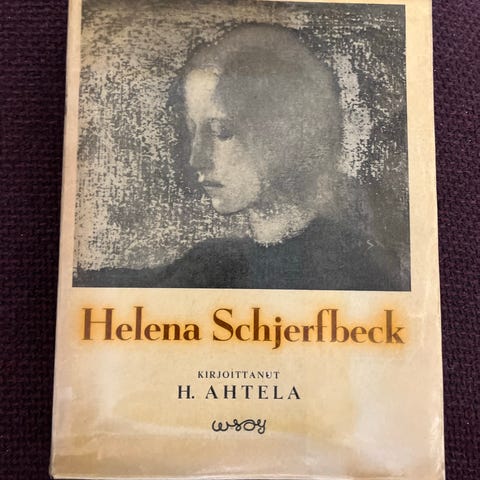 Helena Schjerfbeck
KIRJOITTANUT
H. AHTELA
wsoy